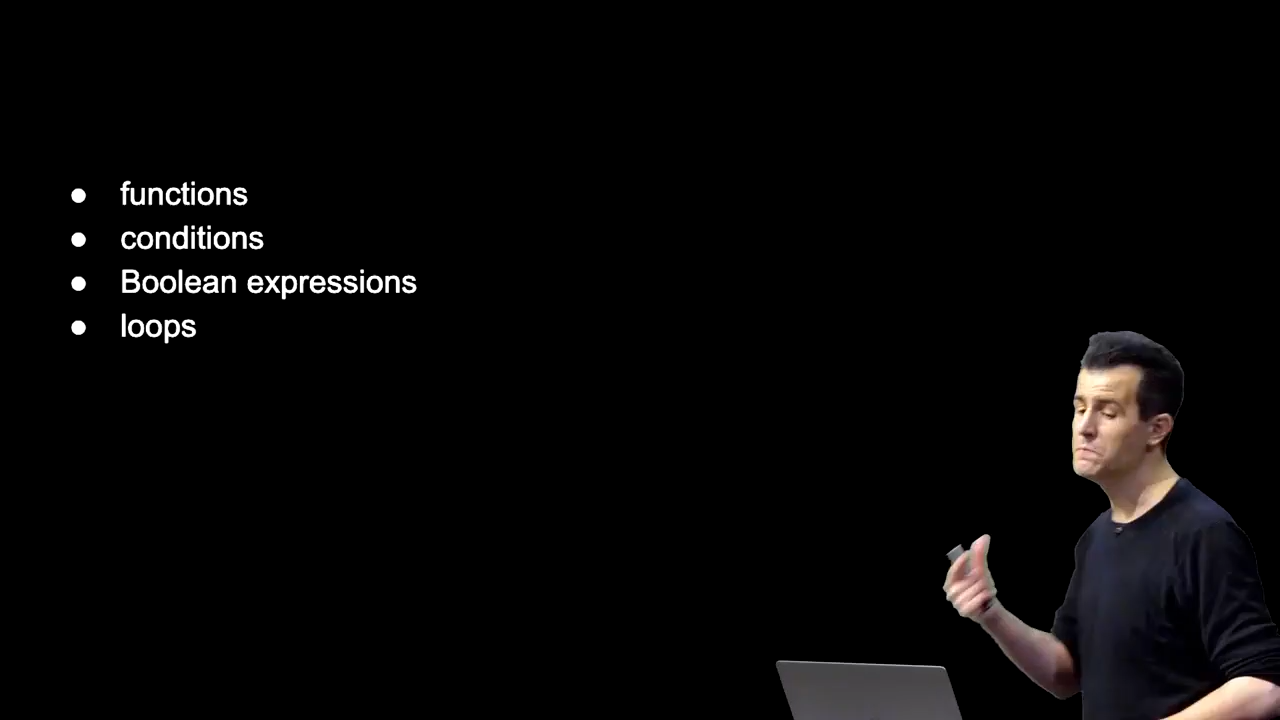 ● functions
● conditions
● Boolean expressions
● loops